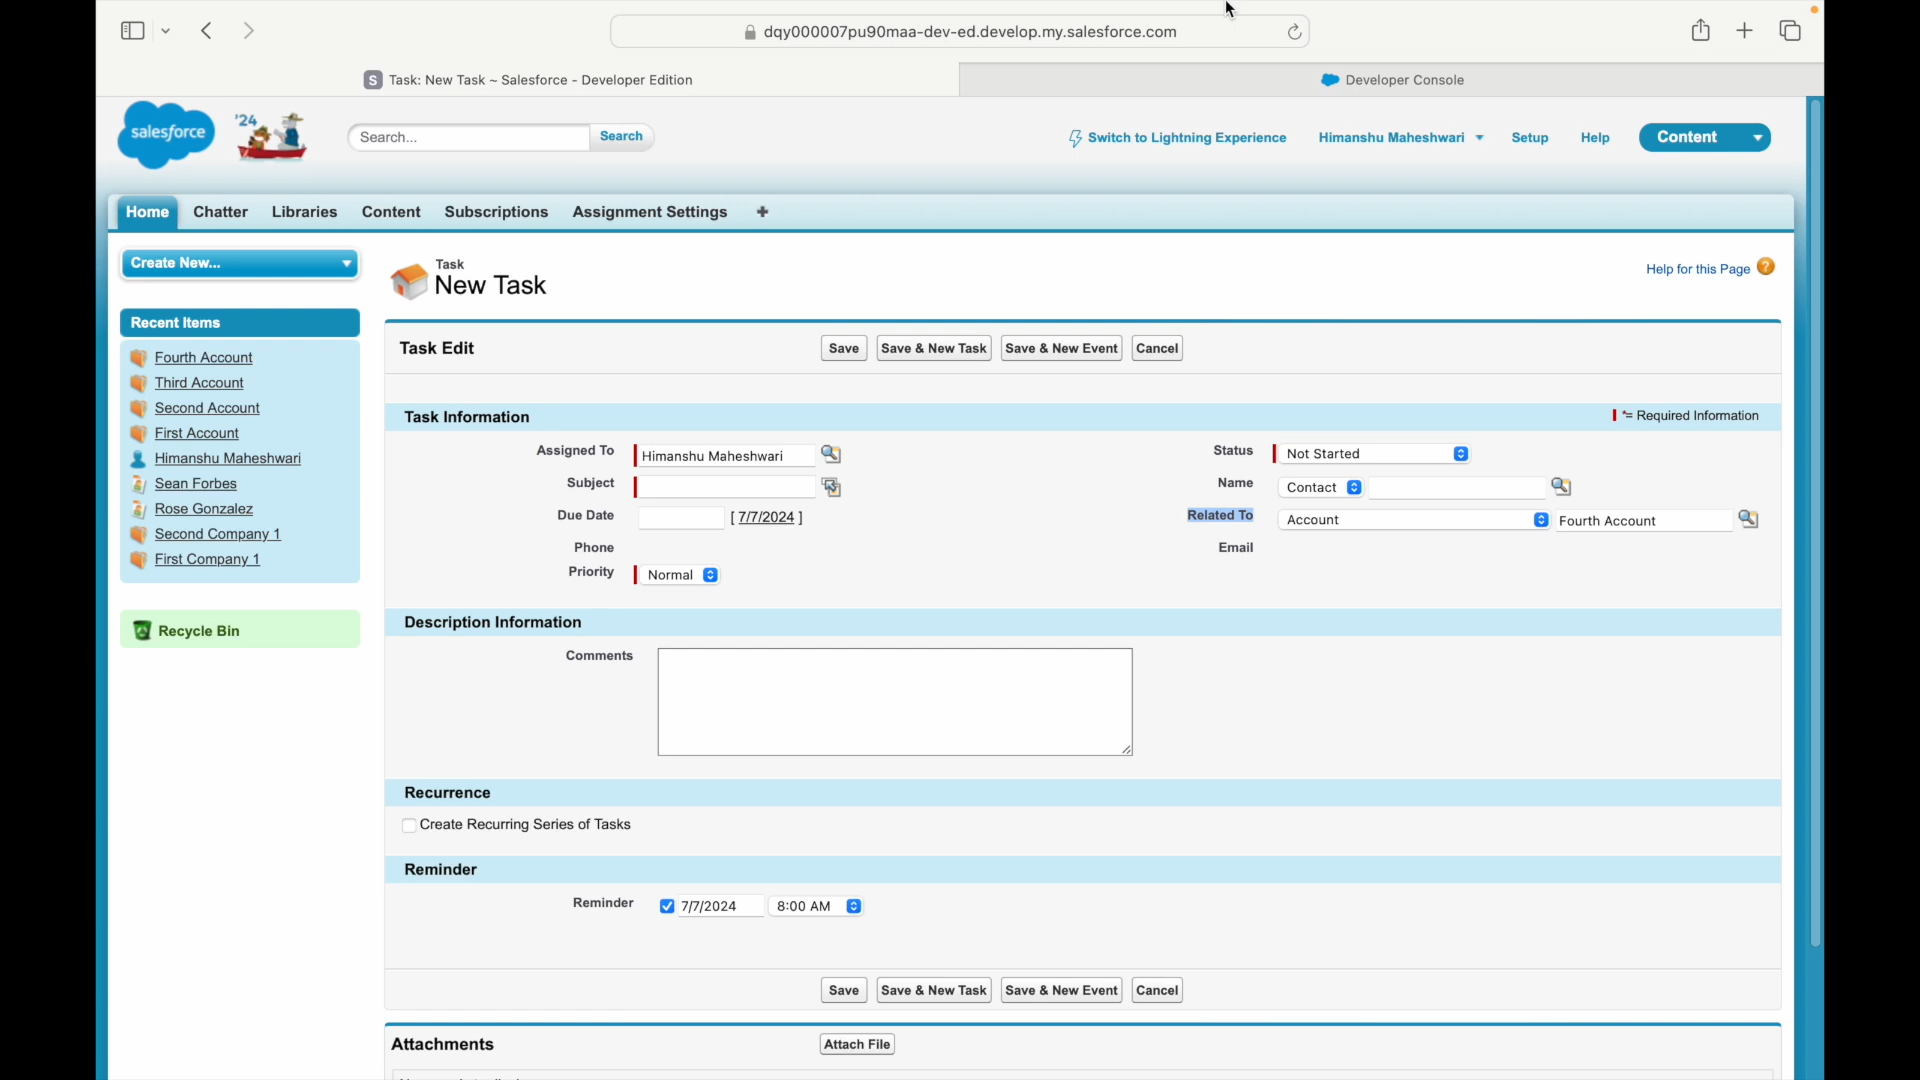 dqy000007pu90maa-dev-ed.develop.my.salesforce.com
S Task: New Task ~ Salesforce - Developer Edition
Developer Console
salesforce
'24
Search...
Search
Switch to Lightning Experience
Himanshu Maheshwari
Setup
Help
Content
Home
Chatter
Libraries
Content
Subscriptions
Assignment Settings
+
Create New...
Recent Items
Fourth Account
Third Account
Second Account
First Account
Himanshu Maheshwari
Sean Forbes
Rose Gonzalez
Second Company 1
First Company 1
Recycle Bin
Task
New Task
Help for this Page ?
Task Edit
Save
Save & New Task
Save & New Event
Cancel
Task Information
*= Required Information
Assigned To Himanshu Maheshwari
Status Not Started
Subject
Name Contact
Due Date [ 7/7/2024 ]
Related To Account Fourth Account
Phone
Email
Priority Normal
Description Information
Comments
Recurrence
Create Recurring Series of Tasks
Reminder
Reminder 7/7/2024 8:00 AM
Save
Save & New Task
Save & New Event
Cancel
Attachments
Attach File